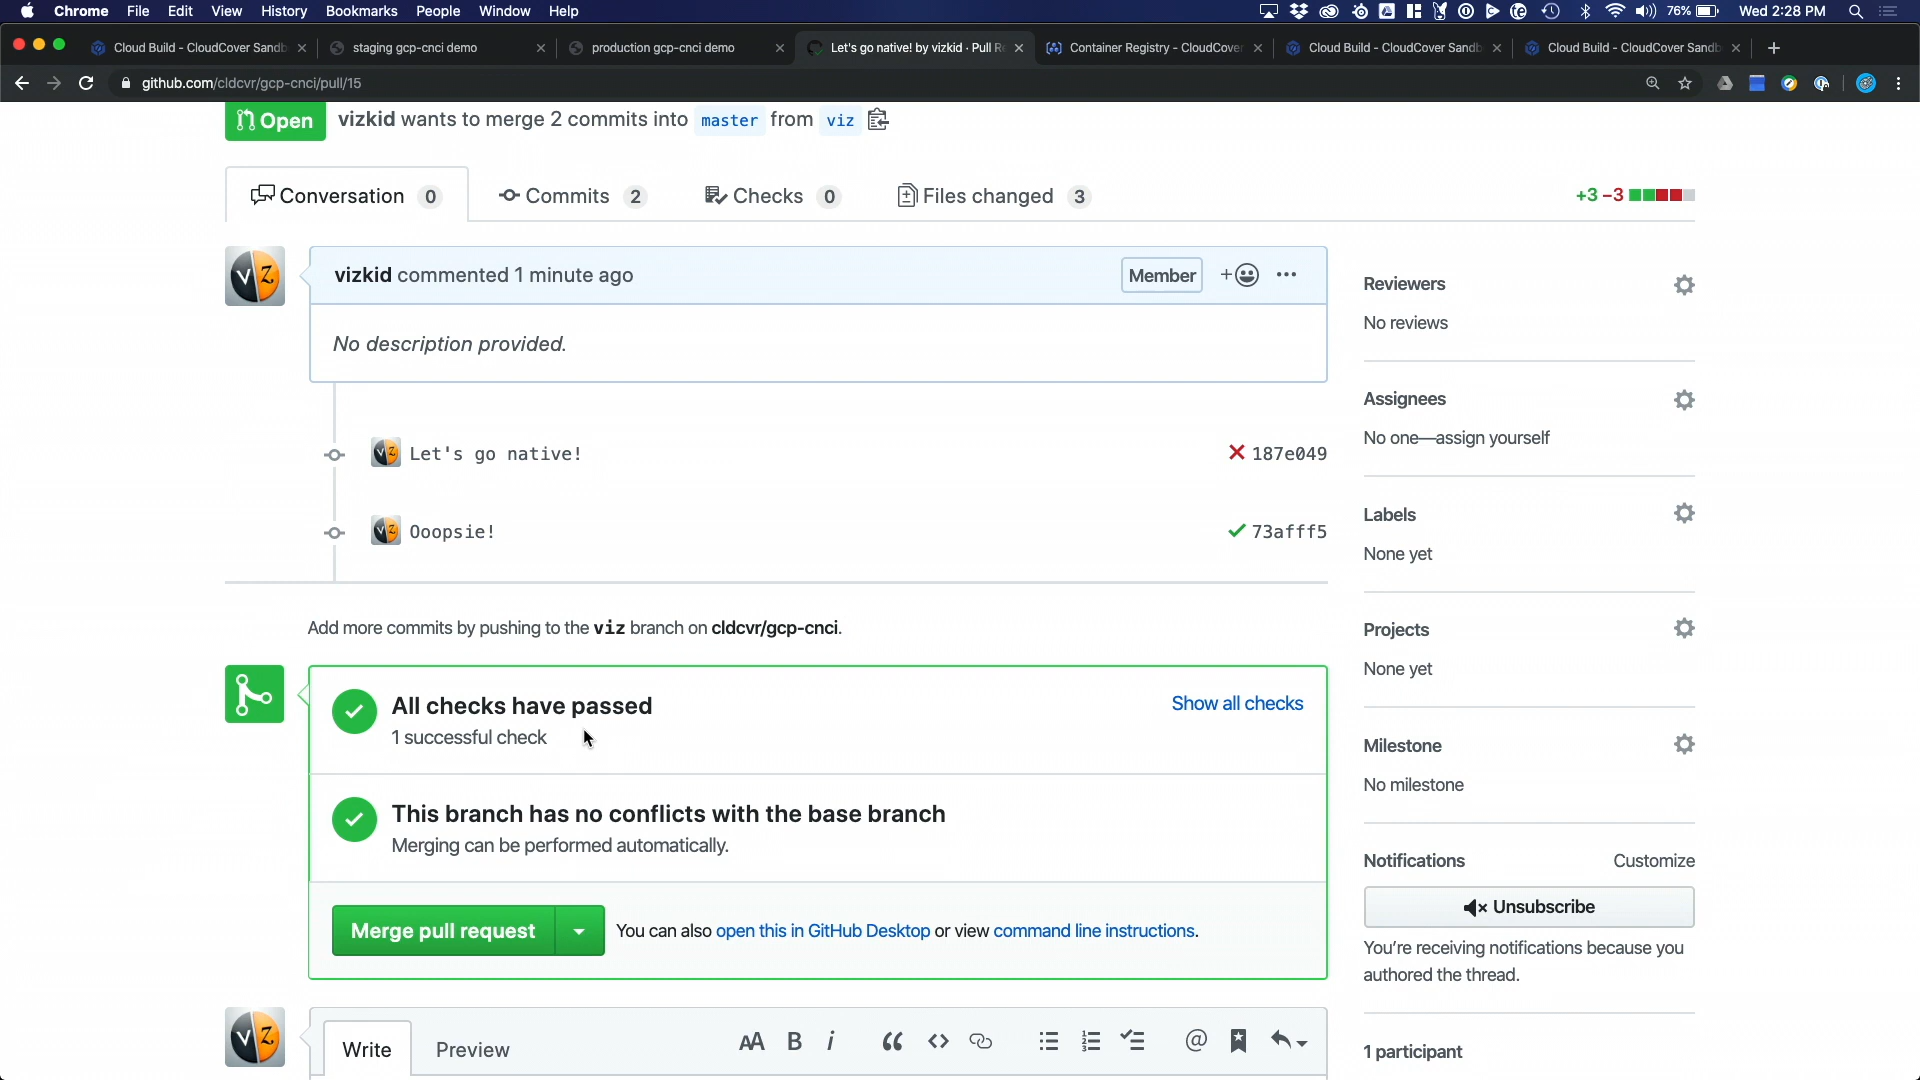 Chrome File Edit View History Bookmarks People Window Help 76% Wed 2:28 PM
Cloud Build - CloudCover Sandb staging gcp-cnci demo production gcp-cnci demo Let's go native! by vizkid · Pull Re Container Registry - CloudCover Cloud Build - CloudCover Sandb Cloud Build - CloudCover Sandb
github.com/cldcvr/gcp-cnci/pull/15
Open vizkid wants to merge 2 commits into master from viz
Conversation 0 Commits 2 Checks 0 Files changed 3 +3 −3
vizkid commented 1 minute ago Member
No description provided.
Let's go native! 187e049
Ooopsie! 73afff5
Add more commits by pushing to the viz branch on cldcvr/gcp-cnci.
All checks have passed Show all checks
1 successful check
This branch has no conflicts with the base branch
Merging can be performed automatically.
Merge pull request You can also open this in GitHub Desktop or view command line instructions.
Write Preview
Reviewers
No reviews
Assignees
No one—assign yourself
Labels
None yet
Projects
None yet
Milestone
No milestone
Notifications Customize
Unsubscribe
You're receiving notifications because you
authored the thread.
1 participant